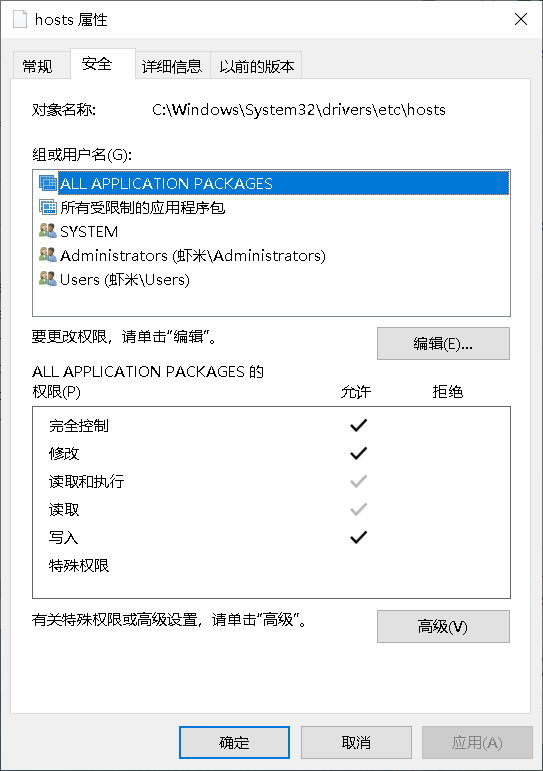 hosts 属性
常规
安全
详细信息
以前的版本
对象名称: C:\Windows\System32\drivers\etc\hosts
组或用户名(G):
ALL APPLICATION PACKAGES
所有受限制的应用程序包
SYSTEM
Administrators (虾米\Administrators)
Users (虾米\Users)
要更改权限，请单击"编辑"。
编辑(E)...
ALL APPLICATION PACKAGES 的
权限(P) 允许 拒绝
完全控制
修改
读取和执行
读取
写入
特殊权限
有关特殊权限或高级设置，请单击"高级"。
高级(V)
确定
取消
应用(A)